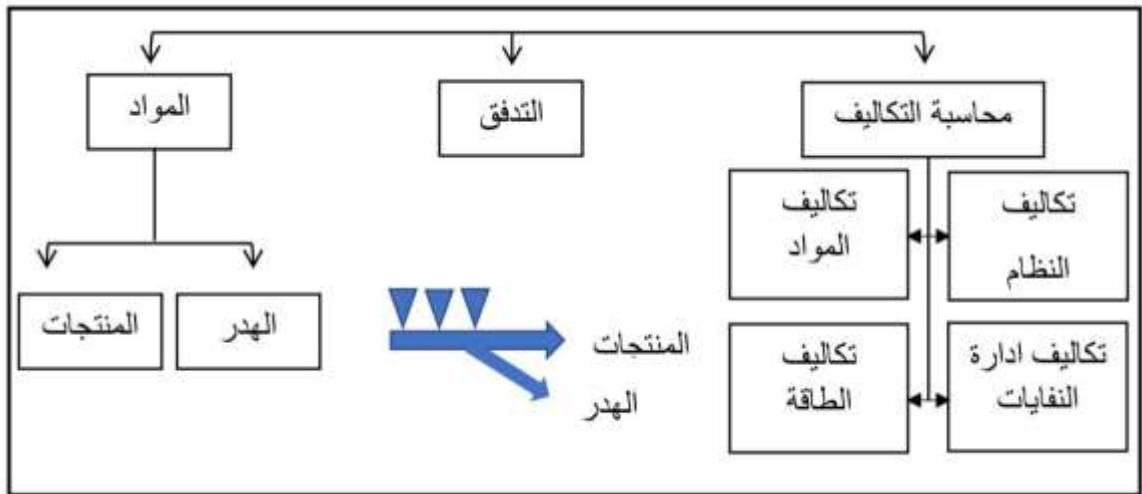 محاسبة التكاليف
التدفق
المواد
تكاليف
النظام
تكاليف
المواد
تكاليف ادارة
النفايات
تكاليف
الطاقة
المنتجات
الهدر
الهدر
المنتجات